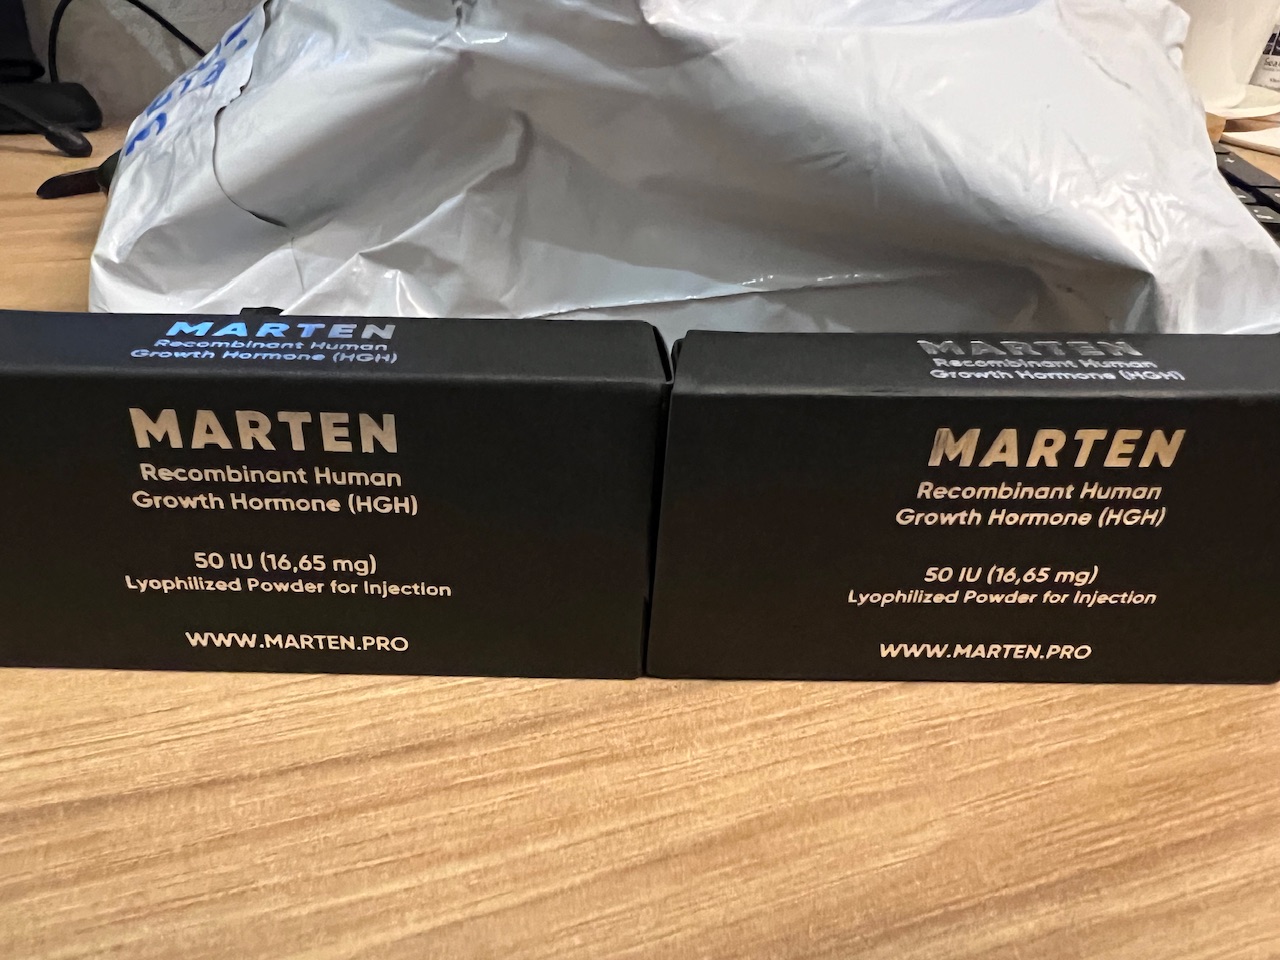 MARTEN
Recombinant Human
Growth Hormone (HGH)
MARTEN
Recombinant Human
Growth Hormone (HGH)
50 IU (16,65 mg)
Lyophilized Powder for Injection
WWW.MARTEN.PRO
MARTEN
Recombinant Human
Growth Hormone (HGH)
MARTEN
Recombinant Human
Growth Hormone (HGH)
50 IU (16,65 mg)
Lyophilized Powder for Injection
WWW.MARTEN.PRO